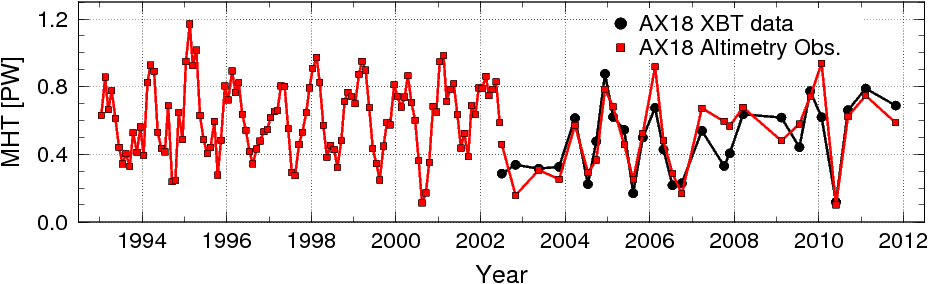 AX18 XBT data
AX18 Altimetry Obs.
MHT [PW]
1.2
0.8
0.4
0.0
1994 1996 1998 2000 2002 2004 2006 2008 2010 2012
Year